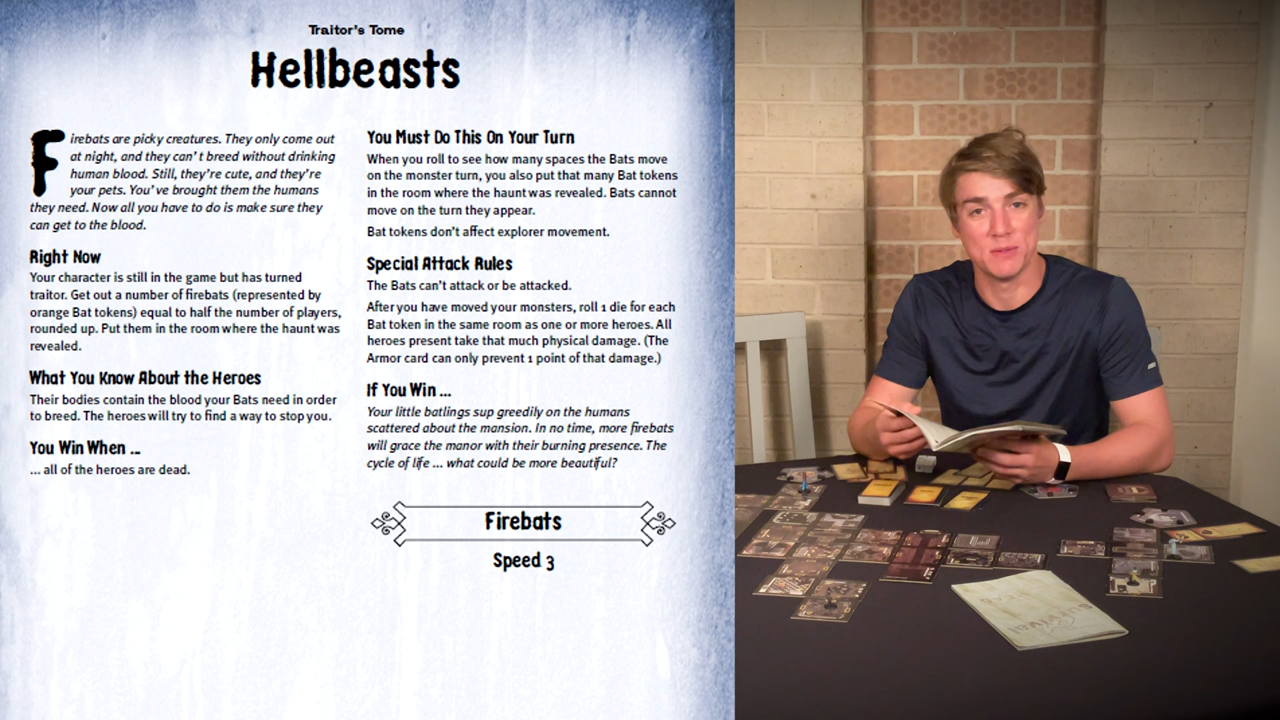 Traitor's Tome
Hellbeasts
Firebats are picky creatures. They only come out
at night, and they can't breed without drinking
human blood. Still, they're cute, and they're
your pets. You've brought them the humans
they need. Now all you have to do is make sure they
can get to the blood.
Right Now
Your character is still in the game but has turned
traitor. Get out a number of firebats (represented by
orange Bat tokens) equal to half the number of players,
rounded up. Put them in the room where the haunt was
revealed.
What You Know About the Heroes
Their bodies contain the blood your Bats need in order
to breed. The heroes will try to find a way to stop you.
You Win When ...
... all of the heroes are dead.
You Must Do This On Your Turn
When you roll to see how many spaces the Bats move
on the monster turn, you also put that many Bat tokens
in the room where the haunt was revealed. Bats cannot
move on the turn they appear.
Bat tokens don't affect explorer movement.
Special Attack Rules
The Bats can't attack or be attacked.
After you have moved your monsters, roll 1 die for each
Bat token in the same room as one or more heroes. All
heroes present take that much physical damage. (The
Armor card can only prevent 1 point of that damage.)
If You Win ...
Your little batlings sup greedily on the humans
scattered about the mansion. In no time, more firebats
will grace the manor with their burning presence. The
cycle of life ... what could be more beautiful?
Firebats
Speed 3
SURVIVAL